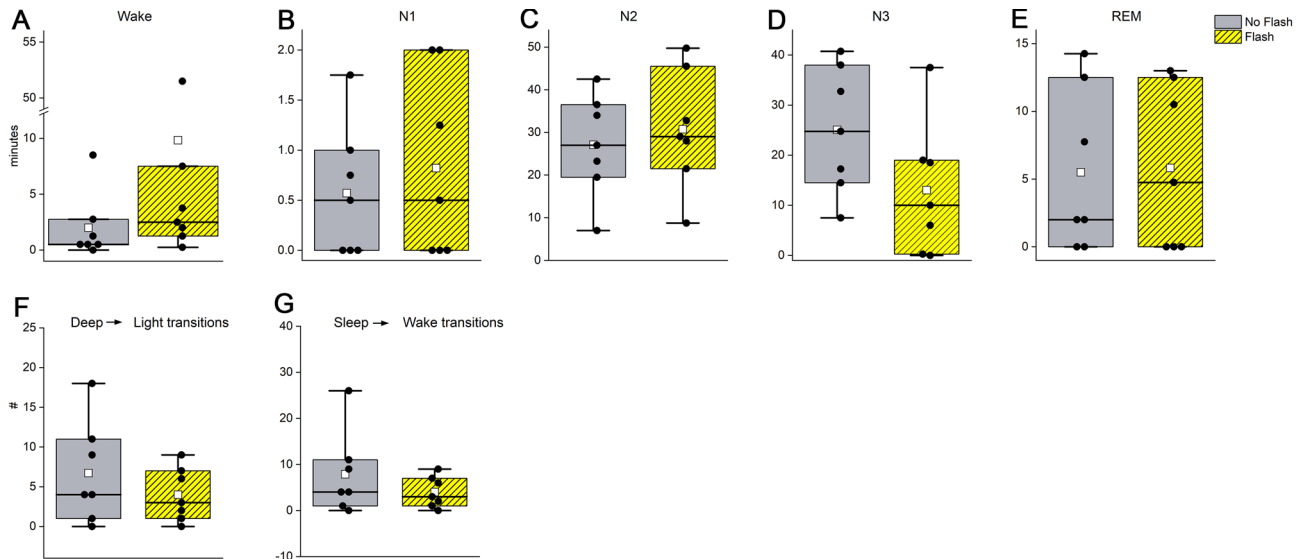 A
Wake
B
N1
C
N2
D
N3
E
REM
No Flash
Flash
minutes
55
50
10
5
0
2.0
1.5
1.0
0.5
0.0
50
40
30
20
10
0
40
30
20
10
0
15
10
5
0
F
Deep → Light transitions
G
Sleep → Wake transitions
#
25
20
15
10
5
0
40
30
20
10
0
-10